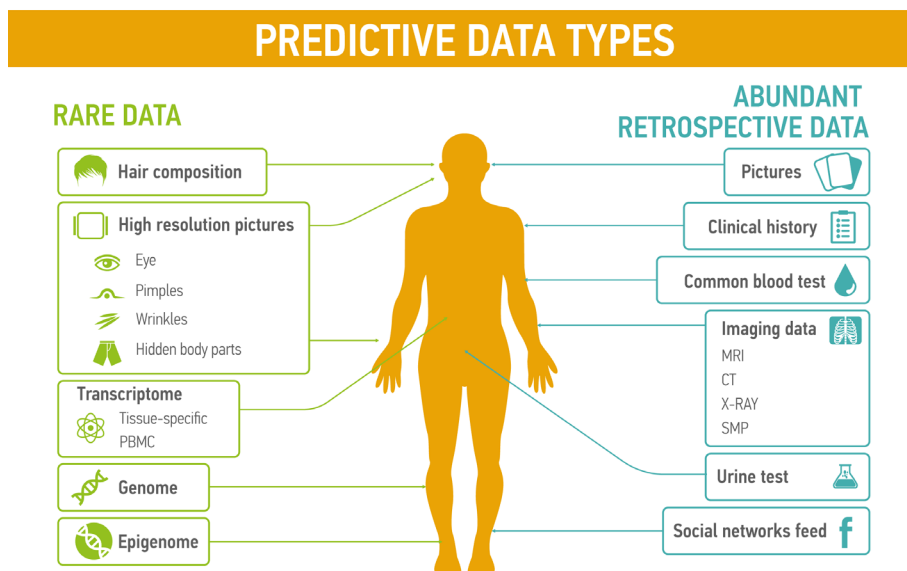 PREDICTIVE DATA TYPES
RARE DATA
Hair composition
High resolution pictures
Eye
Pimples
Wrinkles
Hidden body parts
Transcriptome
Tissue-specific
PBMC
Genome
Epigenome
ABUNDANT
RETROSPECTIVE DATA
Pictures
Clinical history
Common blood test
Imaging data
MRI
CT
X-RAY
SMP
Urine test
Social networks feed
f